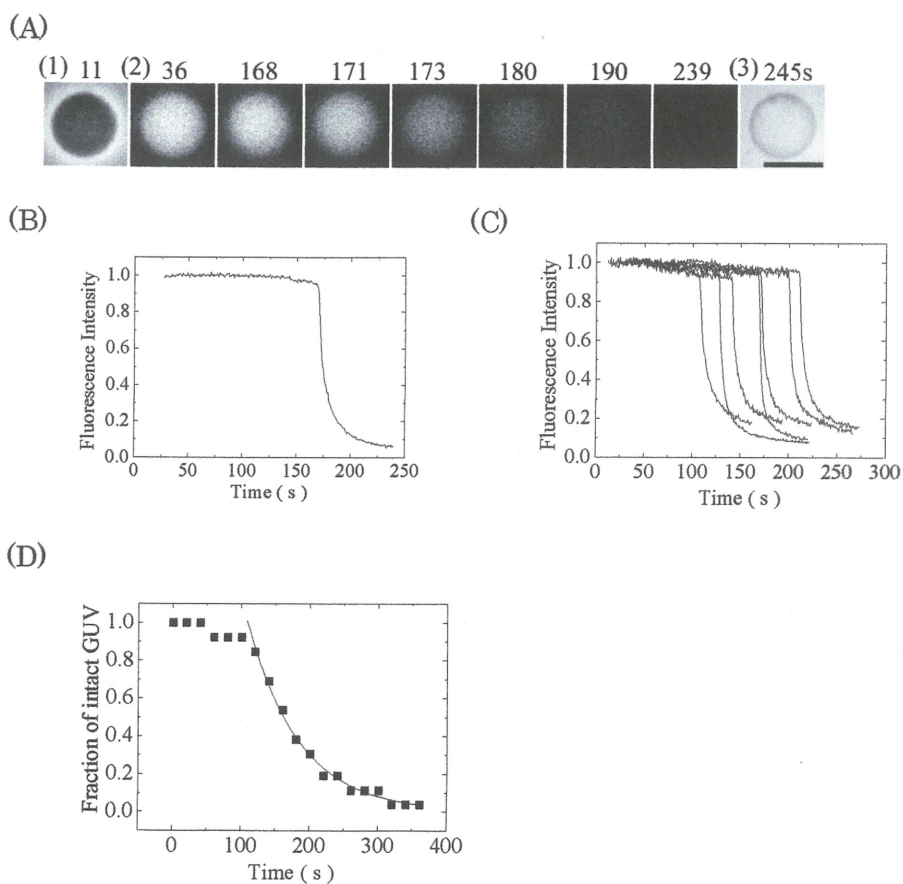 (A)
(1) 11 (2) 36 168 171 173 180 190 239 (3) 245s
(B)
Fluorescence Intensity
1.0
0.8
0.6
0.4
0.2
0.0
0 50 100 150 200 250
Time ( s )
(C)
Fluorescence Intensity
1.0
0.8
0.6
0.4
0.2
0.0
0 50 100 150 200 250 300
Time ( s )
(D)
Fraction of intact GUV
1.0
0.8
0.6
0.4
0.2
0.0
0 100 200 300 400
Time ( s )